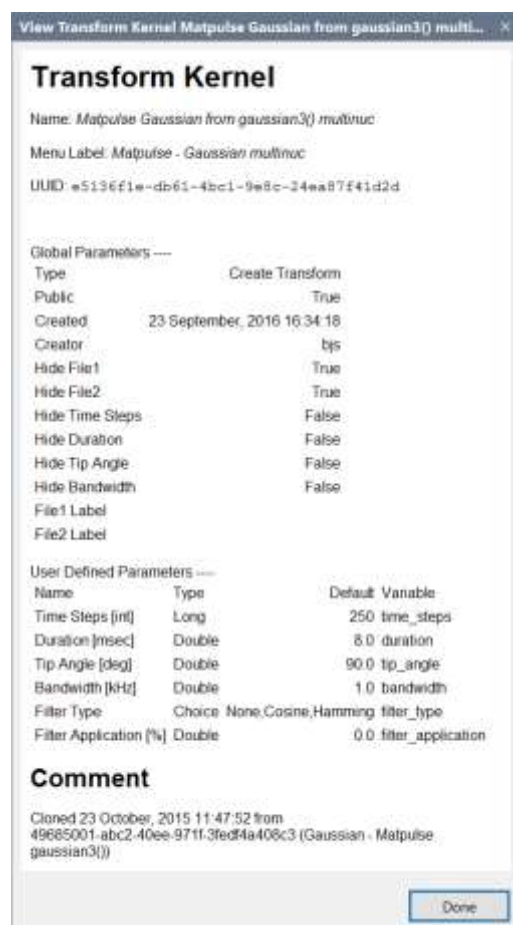 View Transform Kernel Matpulse Gaussian from gaussian3() multi... ×
Transform Kernel
Name: Matpulse Gaussian from gaussian3() multinuc
Menu Label: Matpulse - Gaussian multinuc
UUID: e5136f1e-db61-4bc1-9e8c-24ea87f41d2d
Global Parameters ----
Type Create Transform
Public True
Created 23 September, 2016 16:34:18
Creator bjs
Hide File1 True
Hide File2 True
Hide Time Steps False
Hide Duration False
Hide Tip Angle False
Hide Bandwidth False
File1 Label
File2 Label
User Defined Parameters ----
Name Type Default Variable
Time Steps [int] Long 250 time_steps
Duration [msec] Double 8.0 duration
Tip Angle [deg] Double 90.0 tip_angle
Bandwidth [kHz] Double 1.0 bandwidth
Filter Type Choice None,Cosine,Hamming filter_type
Filter Application [%] Double 0.0 filter_application
Comment
Cloned 23 October, 2015 11:47:52 from
49685001-abc2-40ee-971f-3fedf4a408c3 (Gaussian - Matpulse
gaussian3())
Done